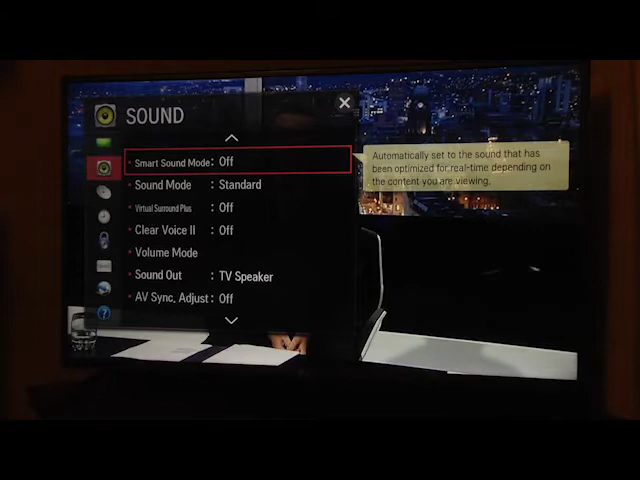 SOUND
Smart Sound Mode : Off
Automatically set to the sound that has
been optimized for real-time depending on
the content you are viewing.
Sound Mode : Standard
Virtual Surround Plus : Off
Clear Voice II : Off
Volume Mode
Sound Out : TV Speaker
AV Sync. Adjust : Off